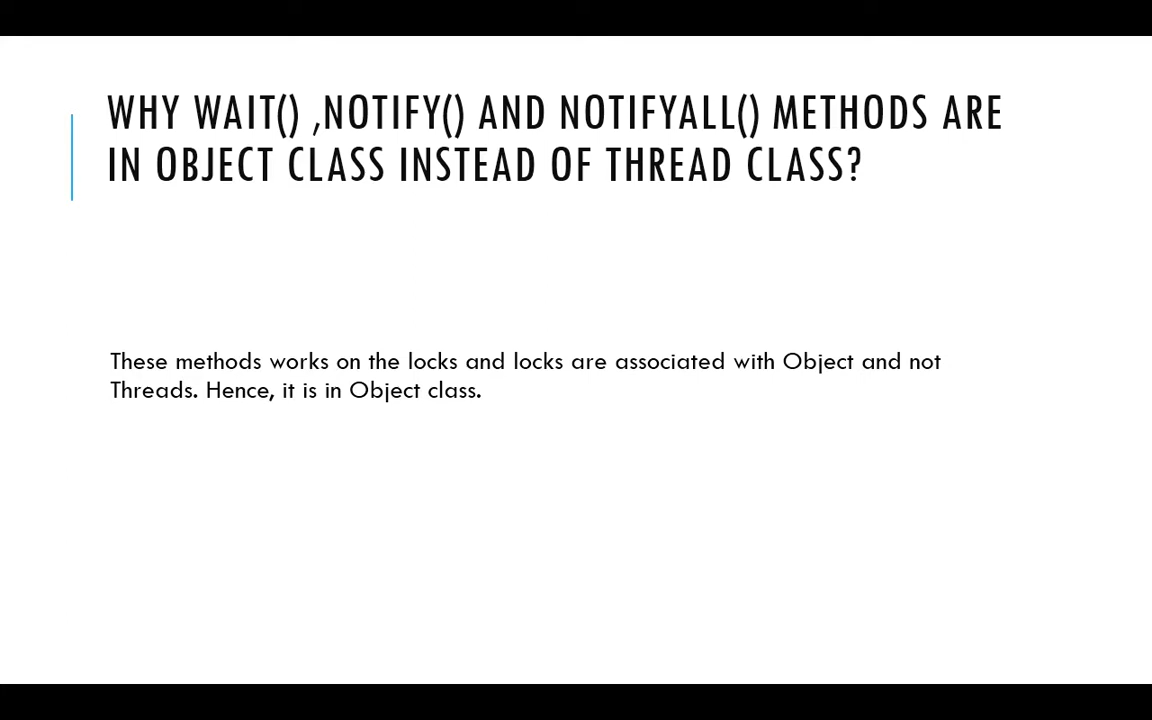 WHY WAIT() ,NOTIFY() AND NOTIFYALL() METHODS ARE
IN OBJECT CLASS INSTEAD OF THREAD CLASS?
These methods works on the locks and locks are associated with Object and not
Threads. Hence, it is in Object class.